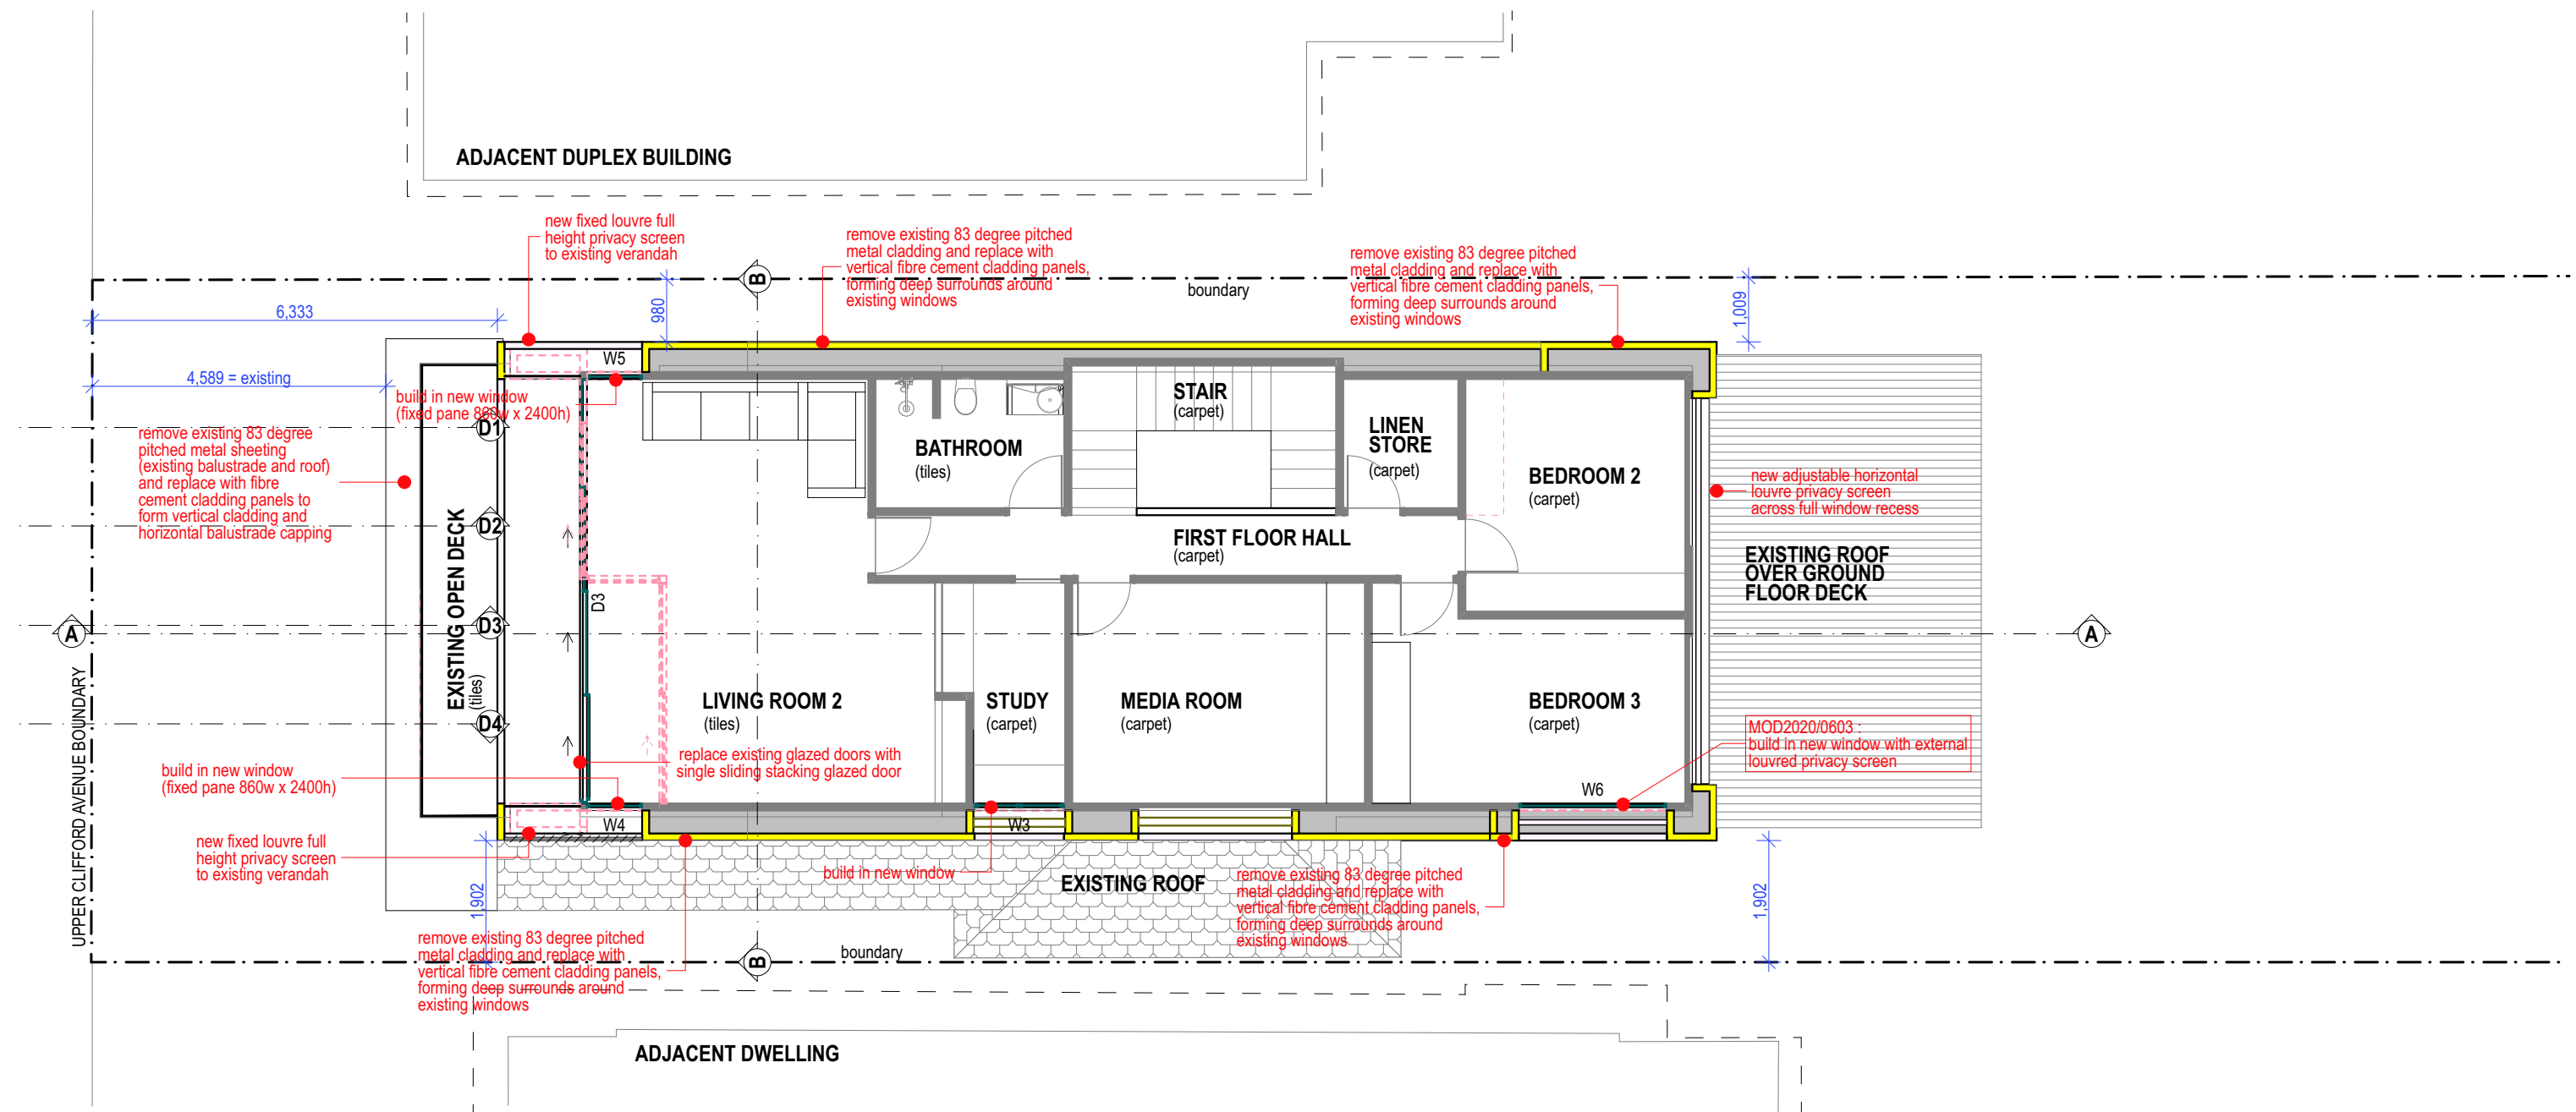 ADJACENT DUPLEX BUILDING
new fixed louvre full
height privacy screen
to existing verandah
remove existing 83 degree pitched
metal cladding and replace with
vertical fibre cement cladding panels,
forming deep surrounds around
existing windows
remove existing 83 degree pitched
metal cladding and replace with
vertical fibre cement cladding panels,
forming deep surrounds around
existing windows
B
boundary
6,333
980
1,009
4,589 = existing
W5
build in new window
(fixed pane 860w x 2400h)
D1
D2
D3
D4
remove existing 83 degree
pitched metal sheeting
(existing balustrade and roof)
and replace with fibre
cement cladding panels to
form vertical cladding and
horizontal balustrade capping
EXISTING OPEN DECK
(tiles)
D3
BATHROOM
(tiles)
STAIR
(carpet)
LINEN
STORE
(carpet)
BEDROOM 2
(carpet)
new adjustable horizontal
louvre privacy screen
across full window recess
FIRST FLOOR HALL
(carpet)
EXISTING ROOF
OVER GROUND
FLOOR DECK
A
A
UPPER CLIFFORD AVENUE BOUNDARY
LIVING ROOM 2
(tiles)
STUDY
(carpet)
MEDIA ROOM
(carpet)
BEDROOM 3
(carpet)
MOD2020/0603 :
build in new window with external
louvred privacy screen
replace existing glazed doors with
single sliding stacking glazed door
build in new window
(fixed pane 860w x 2400h)
W6
W4
W3
new fixed louvre full
height privacy screen
to existing verandah
build in new window
EXISTING ROOF
remove existing 83 degree pitched
metal cladding and replace with
vertical fibre cement cladding panels,
forming deep surrounds around
existing windows
1,902
1,902
remove existing 83 degree pitched
metal cladding and replace with
vertical fibre cement cladding panels,
forming deep surrounds around
existing windows
B
boundary
ADJACENT DWELLING